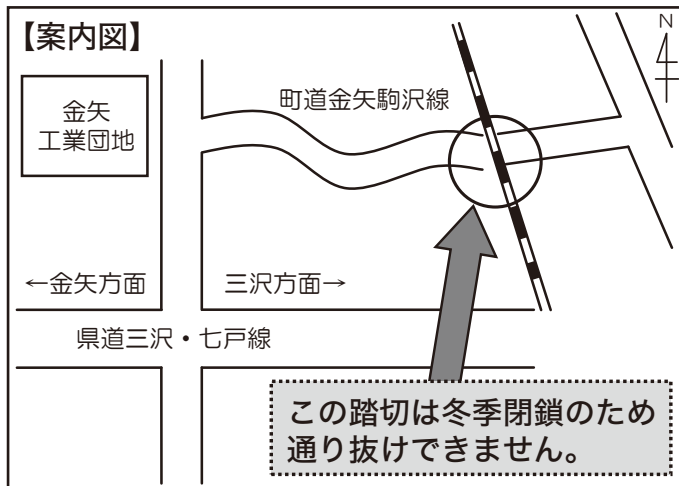 【案内図】
N
金矢
工業団地
町道金矢駒沢線
←金矢方面
三沢方面→
県道三沢・七戸線
この踏切は冬季閉鎖のため
通り抜けできません。